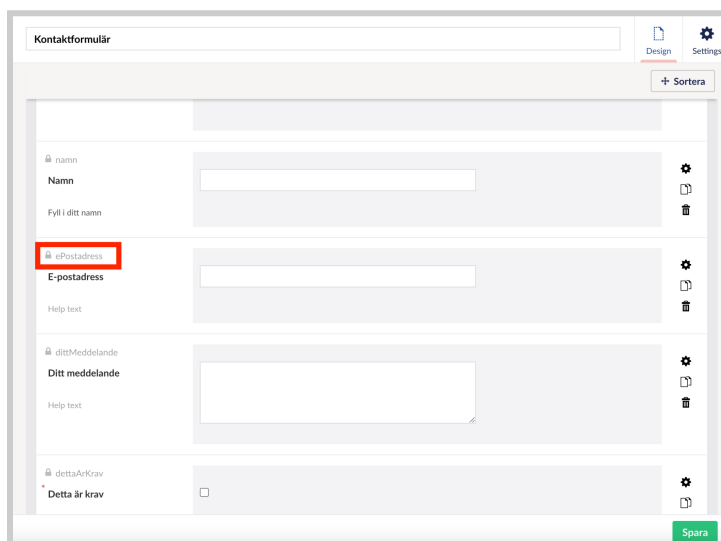 Kontaktformulär
Design
Settings
Sortera
namn
Namn
Fyll i ditt namn
ePostadress
E-postadress
Help text
dittMeddelande
Ditt meddelande
Help text
dettaArKrav
* Detta är krav
Spara